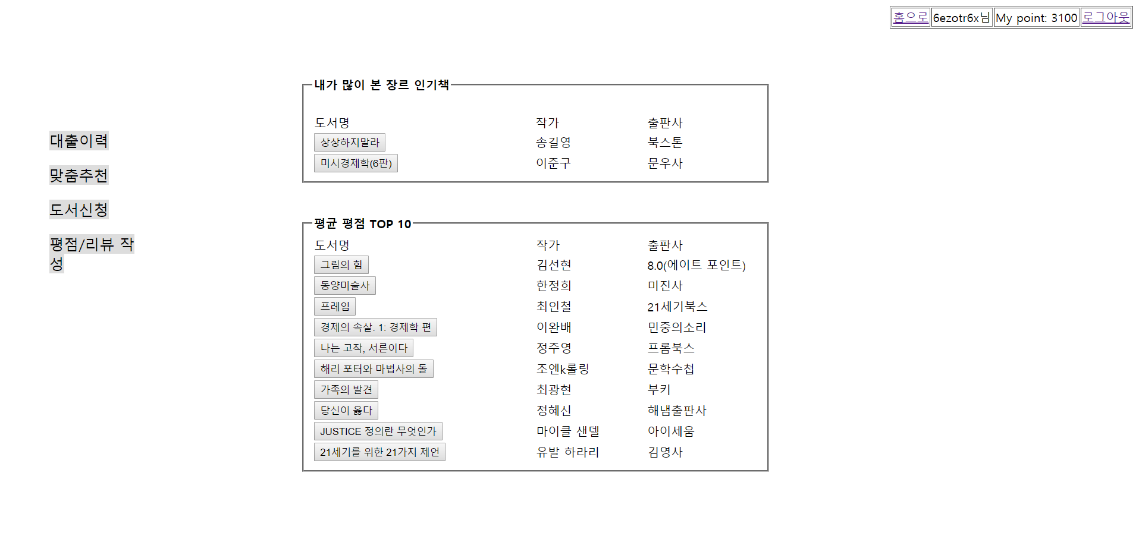 홈으로 6ezotr6x님 My point: 3100 로그아웃
대출이력
맞춤추천
도서신청
평점/리뷰 작
성
내가 많이 본 장르 인기책
도서명 작가 출판사
상상하지말라 송길영 북스톤
미시경제학(6판) 이준구 문우사
평균 평점 TOP 10
도서명 작가 출판사
그림의 힘 김선현 8.0(에이트 포인트)
동양미술사 한정희 미진사
프레임 최인철 21세기북스
경제의 속살. 1: 경제학 편 이완배 민중의소리
나는 고작, 서른이다 정주영 프롬북스
해리 포터와 마법사의 돌 조엔k롤링 문학수첩
가족의 발견 최광현 부키
당신이 옳다 정혜신 해냄출판사
JUSTICE 정의란 무엇인가 마이클 샌델 아이세움
21세기를 위한 21가지 제언 유발 하라리 김영사